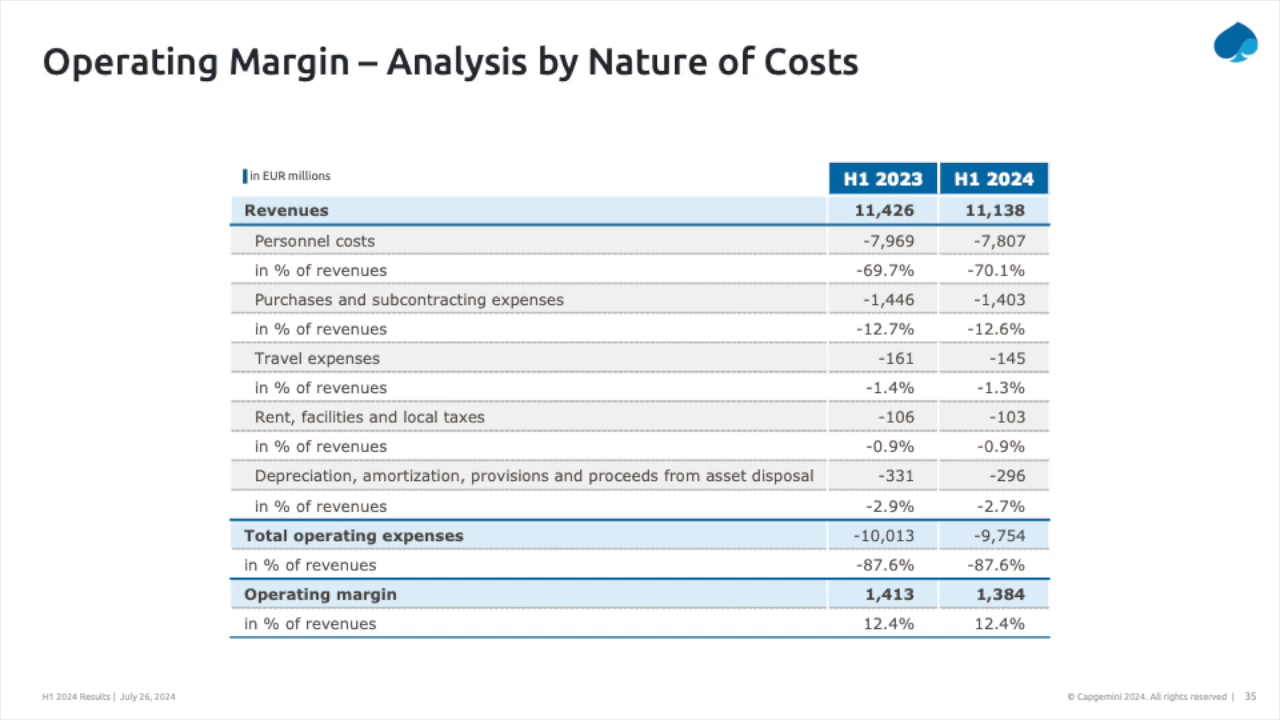 Operating Margin – Analysis by Nature of Costs
in EUR millions H1 2023 H1 2024
Revenues 11,426 11,138
Personnel costs -7,969 -7,807
in % of revenues -69.7% -70.1%
Purchases and subcontracting expenses -1,446 -1,403
in % of revenues -12.7% -12.6%
Travel expenses -161 -145
in % of revenues -1.4% -1.3%
Rent, facilities and local taxes -106 -103
in % of revenues -0.9% -0.9%
Depreciation, amortization, provisions and proceeds from asset disposal -331 -296
in % of revenues -2.9% -2.7%
Total operating expenses -10,013 -9,754
in % of revenues -87.6% -87.6%
Operating margin 1,413 1,384
in % of revenues 12.4% 12.4%
H1 2024 Results | July 26, 2024 © Capgemini 2024. All rights reserved | 35